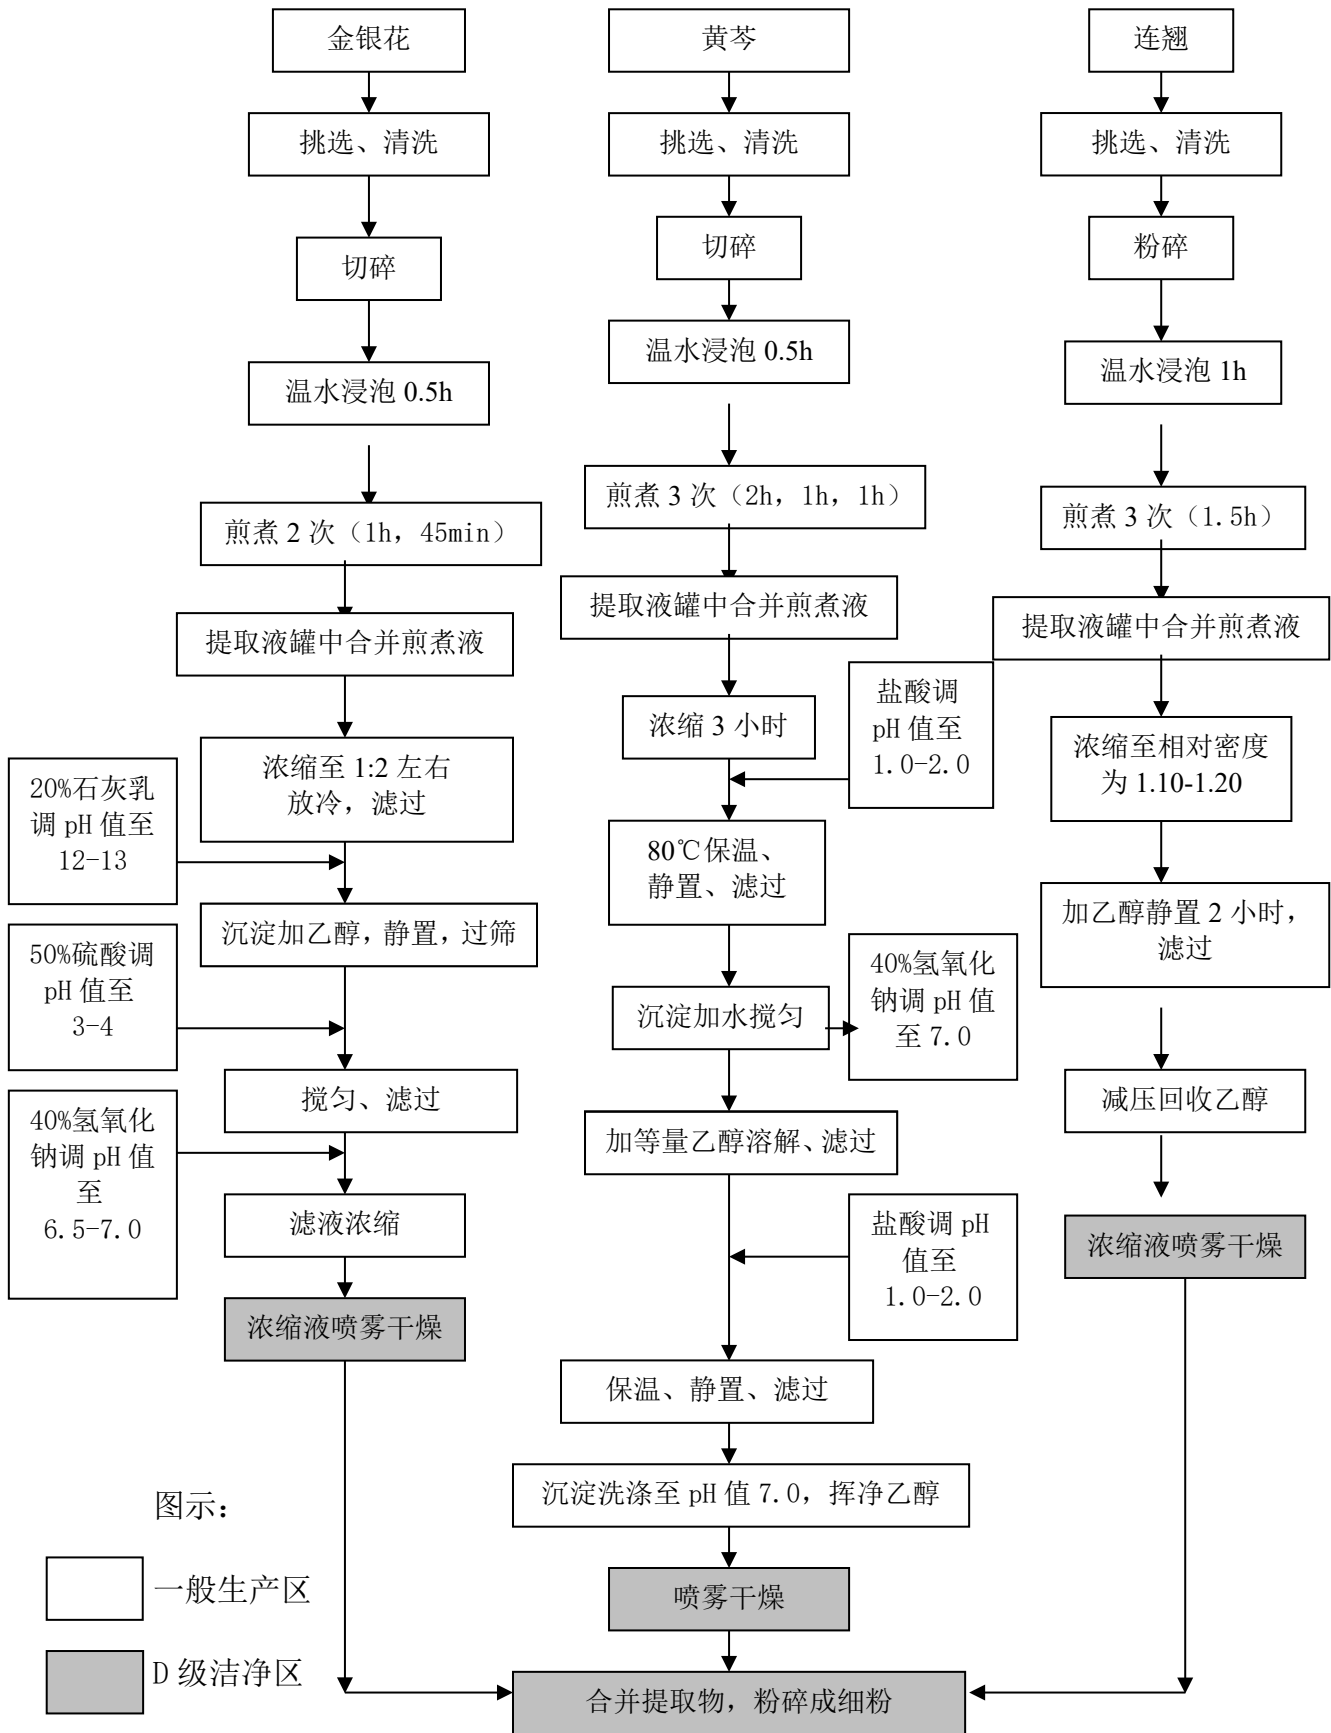 金银花
挑选、清洗
切碎
温水浸泡 0.5h
煎煮 2 次（1h，45min）
提取液罐中合并煎煮液
浓缩至 1:2 左右
放冷，滤过
20%石灰乳
调 pH 值至
12-13
沉淀加乙醇，静置，过筛
50%硫酸调
pH 值至
3-4
搅匀、滤过
40%氢氧化
钠调 pH 值
至
6.5-7.0
滤液浓缩
浓缩液喷雾干燥
黄芩
挑选、清洗
切碎
温水浸泡 0.5h
煎煮 3 次（2h，1h，1h）
提取液罐中合并煎煮液
浓缩 3 小时
盐酸调
pH 值至
1.0-2.0
80℃保温、
静置、滤过
沉淀加水搅匀
40%氢氧化
钠调 pH 值
至 7.0
加等量乙醇溶解、滤过
盐酸调 pH
值至
1.0-2.0
保温、静置、滤过
沉淀洗涤至 pH 值 7.0，挥净乙醇
喷雾干燥
连翘
挑选、清洗
粉碎
温水浸泡 1h
煎煮 3 次（1.5h）
提取液罐中合并煎煮液
浓缩至相对密度
为 1.10-1.20
加乙醇静置 2 小时，
滤过
减压回收乙醇
浓缩液喷雾干燥
合并提取物，粉碎成细粉
图示：
一般生产区
D 级洁净区